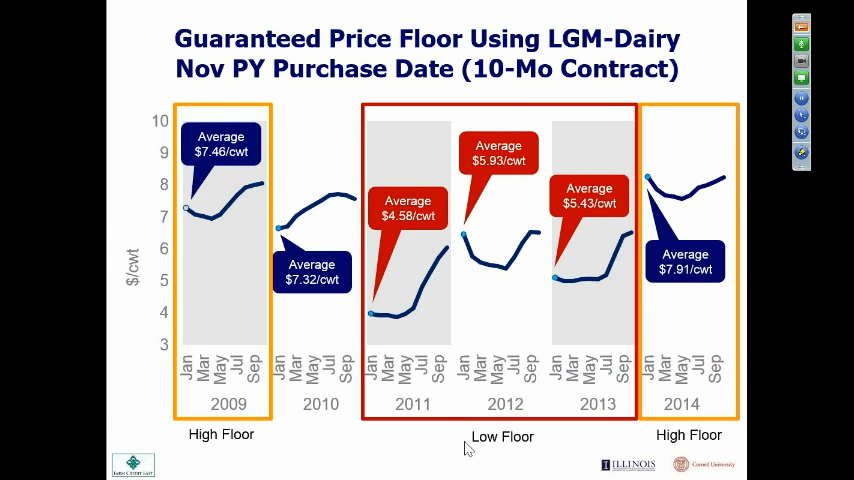 Guaranteed Price Floor Using LGM-Dairy
Nov PY Purchase Date (10-Mo Contract)
$/cwt
10
9
8
7
6
5
4
3
Average
$7.46/cwt
Average
$7.32/cwt
Average
$4.58/cwt
Average
$5.93/cwt
Average
$5.43/cwt
Average
$7.91/cwt
Jan Mar May Jul Sep
Jan Mar May Jul Sep
Jan Mar May Jul Sep
Jan Mar May Jul Sep
Jan Mar May Jul Sep
Jan Mar May Jul Sep
2009 2010 2011 2012 2013 2014
High Floor Low Floor High Floor
FARM CREDIT EAST
ILLINOIS
Cornell University